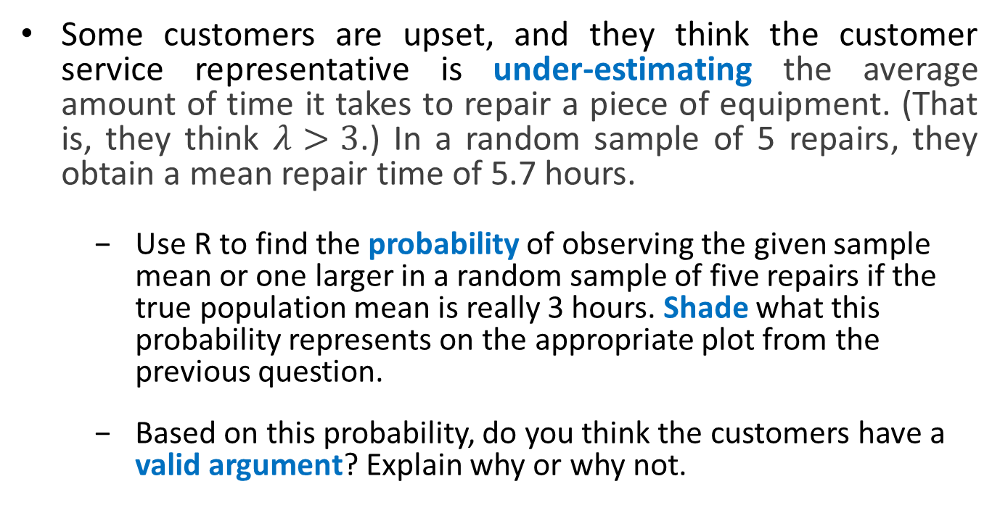 • Some customers are upset, and they think the customer
service representative is under-estimating the average
amount of time it takes to repair a piece of equipment. (That
is, they think λ > 3.) In a random sample of 5 repairs, they
obtain a mean repair time of 5.7 hours.
– Use R to find the probability of observing the given sample
mean or one larger in a random sample of five repairs if the
true population mean is really 3 hours. Shade what this
probability represents on the appropriate plot from the
previous question.
– Based on this probability, do you think the customers have a
valid argument? Explain why or why not.